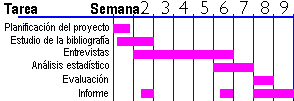 Tarea Semana 2 3 4 5 6 7 8 9
Planificación del proyecto
Estudio de la bibliografía
Entrevistas
Análisis estadístico
Evaluación
Informe